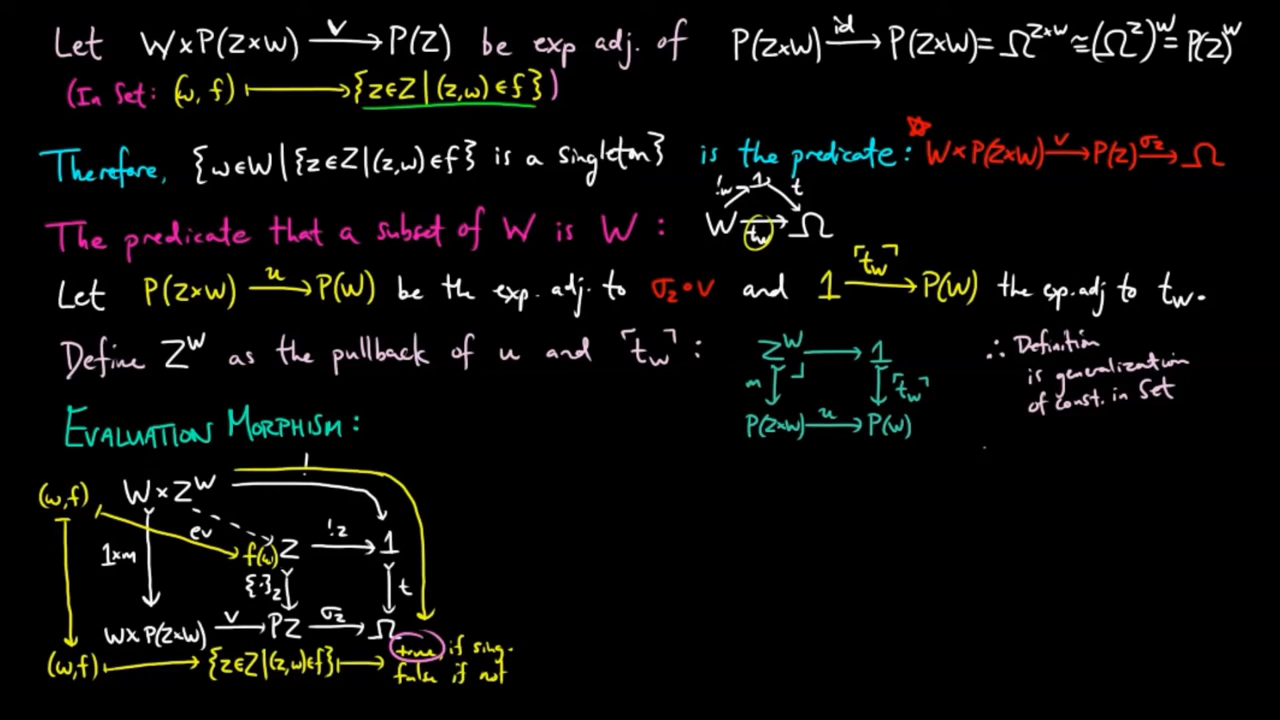 Let W×P(Z×W) —v→ P(Z) be exp adj. of P(Z×W) —id→ P(Z×W) = Ω^{Z×W} ≅ (Ω^Z)^W = P(Z)^W
(In Set: (w, f) ⟼ {z∈Z | (z,w) ∈ f})
Therefore, {w∈W | {z∈Z | (z,w)∈f} is a singleton} is the predicate: ☆ W×P(Z×W) —v→ P(Z) —σ_Z→ Ω
!w 1 t
The predicate that a subset of W is W : W —t_W→ Ω
Let P(Z×W) —u→ P(W) be th exp. adj. to σ_Z∘v and 1 —⌜t_W⌝→ P(W) the exp. adj to t_W.
Define Z^W as the pullback of u and ⌜t_W⌝ :
Z^W → 1
m ⌜t_W⌝
P(Z×W) —u→ P(W)
∴ Definition
is generalization
of const. in Set
EVALUATION MORPHISM:
!
(w,f) W × Z^W
ev
f(w) Z —!z→ 1
1×m {·}_Z t
W×P(Z×W) —v→ PZ —σ_Z→ Ω
(w,f) ⟼ {z∈Z | (z,w)∈f} ⟼ true, if sing.
false if not